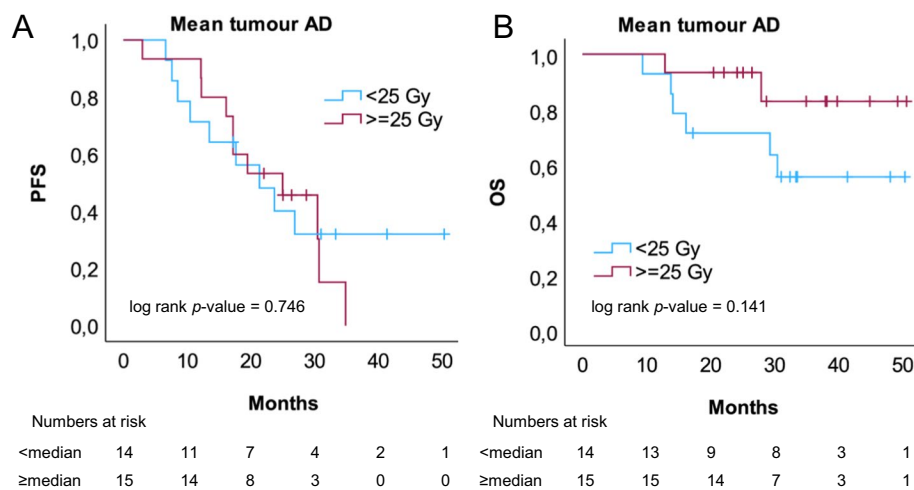 A
Mean tumour AD
1,0
0,8
0,6
0,4
0,2
0,0
PFS
<25 Gy
>=25 Gy
log rank p-value = 0.746
0 10 20 30 40 50
Months
Numbers at risk
<median 14 11 7 4 2 1
≥median 15 14 8 3 0 0
B
Mean tumour AD
1,0
0,8
0,6
0,4
0,2
0,0
OS
<25 Gy
>=25 Gy
log rank p-value = 0.141
0 10 20 30 40 50
Months
Numbers at risk
<median 14 13 9 8 3 1
≥median 15 15 14 7 3 1